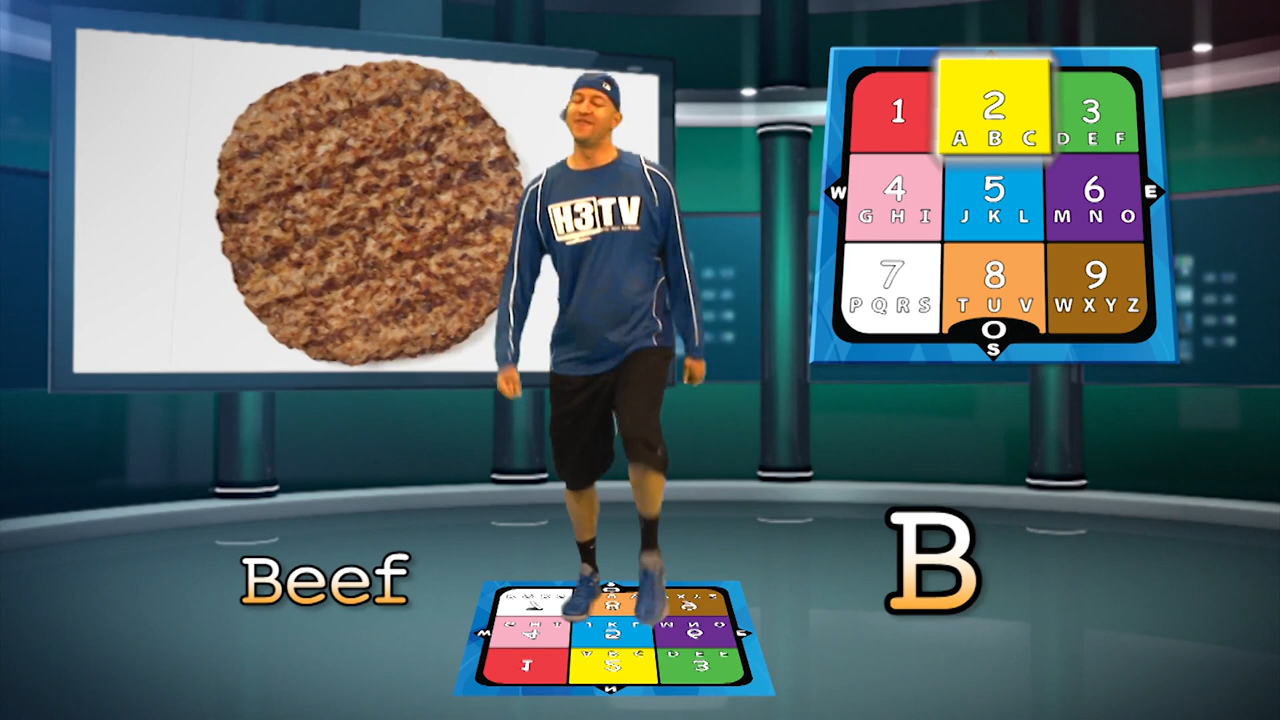 H3TV
1
2
3
A B C
D E F
W
4
5
6
E
G H I
J K L
M N O
7
8
9
P Q R S
T U V
W X Y Z
O
S
Beef
B